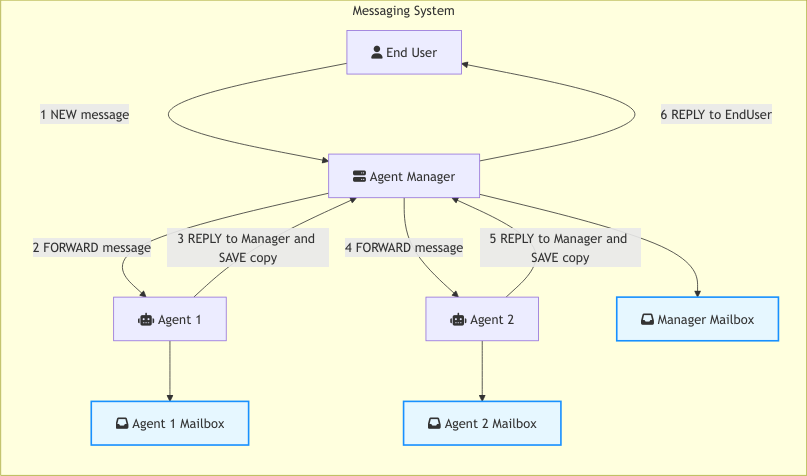 Messaging System
End User
1 NEW message
6 REPLY to EndUser
Agent Manager
2 FORWARD message
3 REPLY to Manager and
SAVE copy
4 FORWARD message
5 REPLY to Manager and
SAVE copy
Agent 1
Agent 2
Manager Mailbox
Agent 1 Mailbox
Agent 2 Mailbox